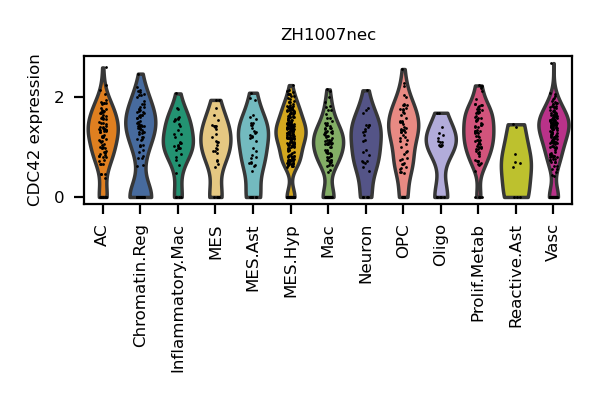 ZH1007nec
CDC42 expression
2
0
AC
Chromatin.Reg
Inflammatory.Mac
MES
MES.Ast
MES.Hyp
Mac
Neuron
OPC
Oligo
Prolif.Metab
Reactive.Ast
Vasc